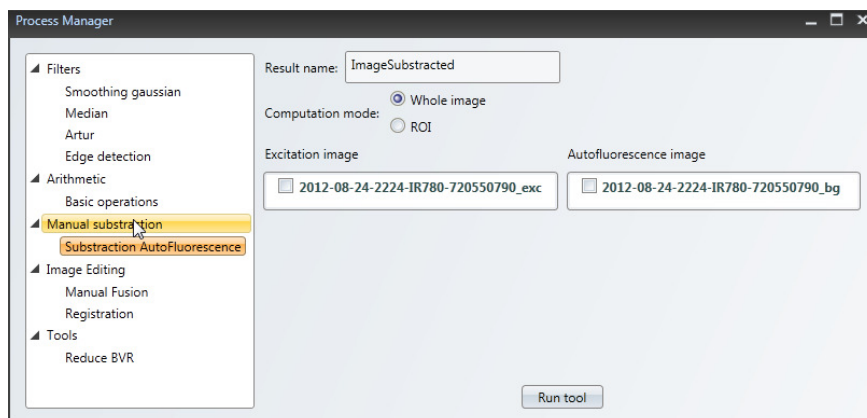 Process Manager
Filters
Smoothing gaussian
Median
Artur
Edge detection
Arithmetic
Basic operations
Manual substraction
Substraction AutoFluorescence
Image Editing
Manual Fusion
Registration
Tools
Reduce BVR
Result name: ImageSubstracted
Computation mode: Whole image
ROI
Excitation image Autofluorescence image
2012-08-24-2224-IR780-720550790_exc 2012-08-24-2224-IR780-720550790_bg
Run tool